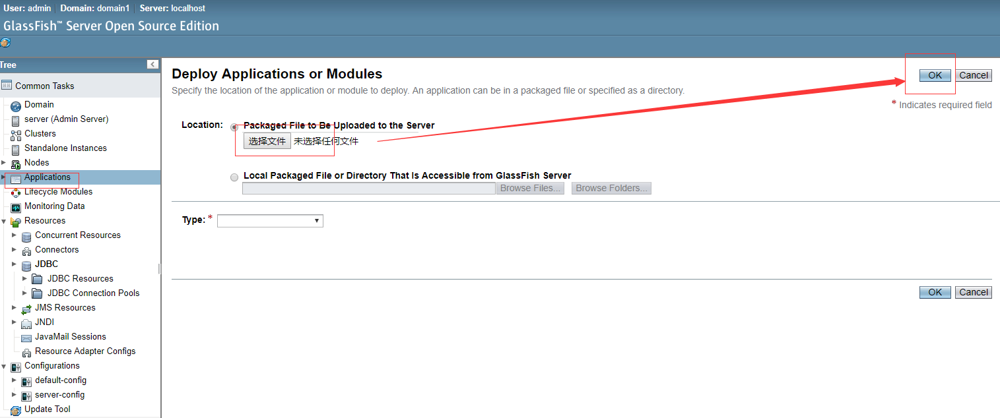 User: admin Domain: domain1 Server: localhost
GlassFish™ Server Open Source Edition
Tree
Common Tasks
Domain
server (Admin Server)
Clusters
Standalone Instances
Nodes
Applications
Lifecycle Modules
Monitoring Data
Resources
Concurrent Resources
Connectors
JDBC
JDBC Resources
JDBC Connection Pools
JMS Resources
JNDI
JavaMail Sessions
Resource Adapter Configs
Configurations
default-config
server-config
Update Tool
Deploy Applications or Modules
OK Cancel
Specify the location of the application or module to deploy. An application can be in a packaged file or specified as a directory.
* Indicates required field
Location: Packaged File to Be Uploaded to the Server
选择文件 未选择任何文件
Local Packaged File or Directory That Is Accessible from GlassFish Server
Browse Files... Browse Folders...
Type: *
OK Cancel